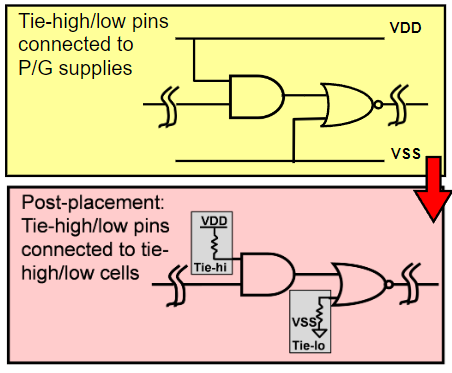 Tie-high/low pins
connected to
P/G supplies
VDD
VSS
Post-placement:
Tie-high/low pins
connected to tie-
high/low cells
VDD
Tie-hi
VSS
Tie-lo